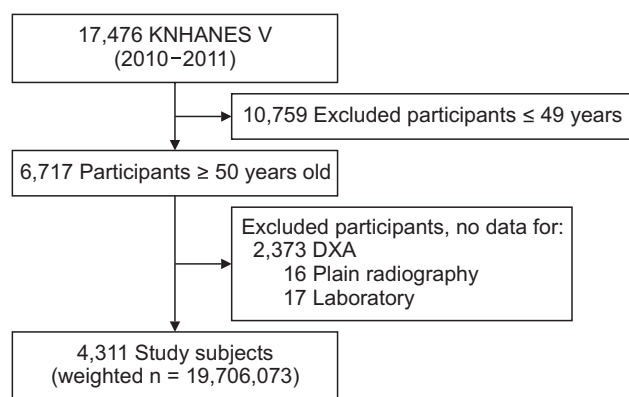 17,476 KNHANES V
(2010−2011)
10,759 Excluded participants ≤ 49 years
6,717 Participants ≥ 50 years old
Excluded participants, no data for:
2,373 DXA
16 Plain radiography
17 Laboratory
4,311 Study subjects
(weighted n = 19,706,073)